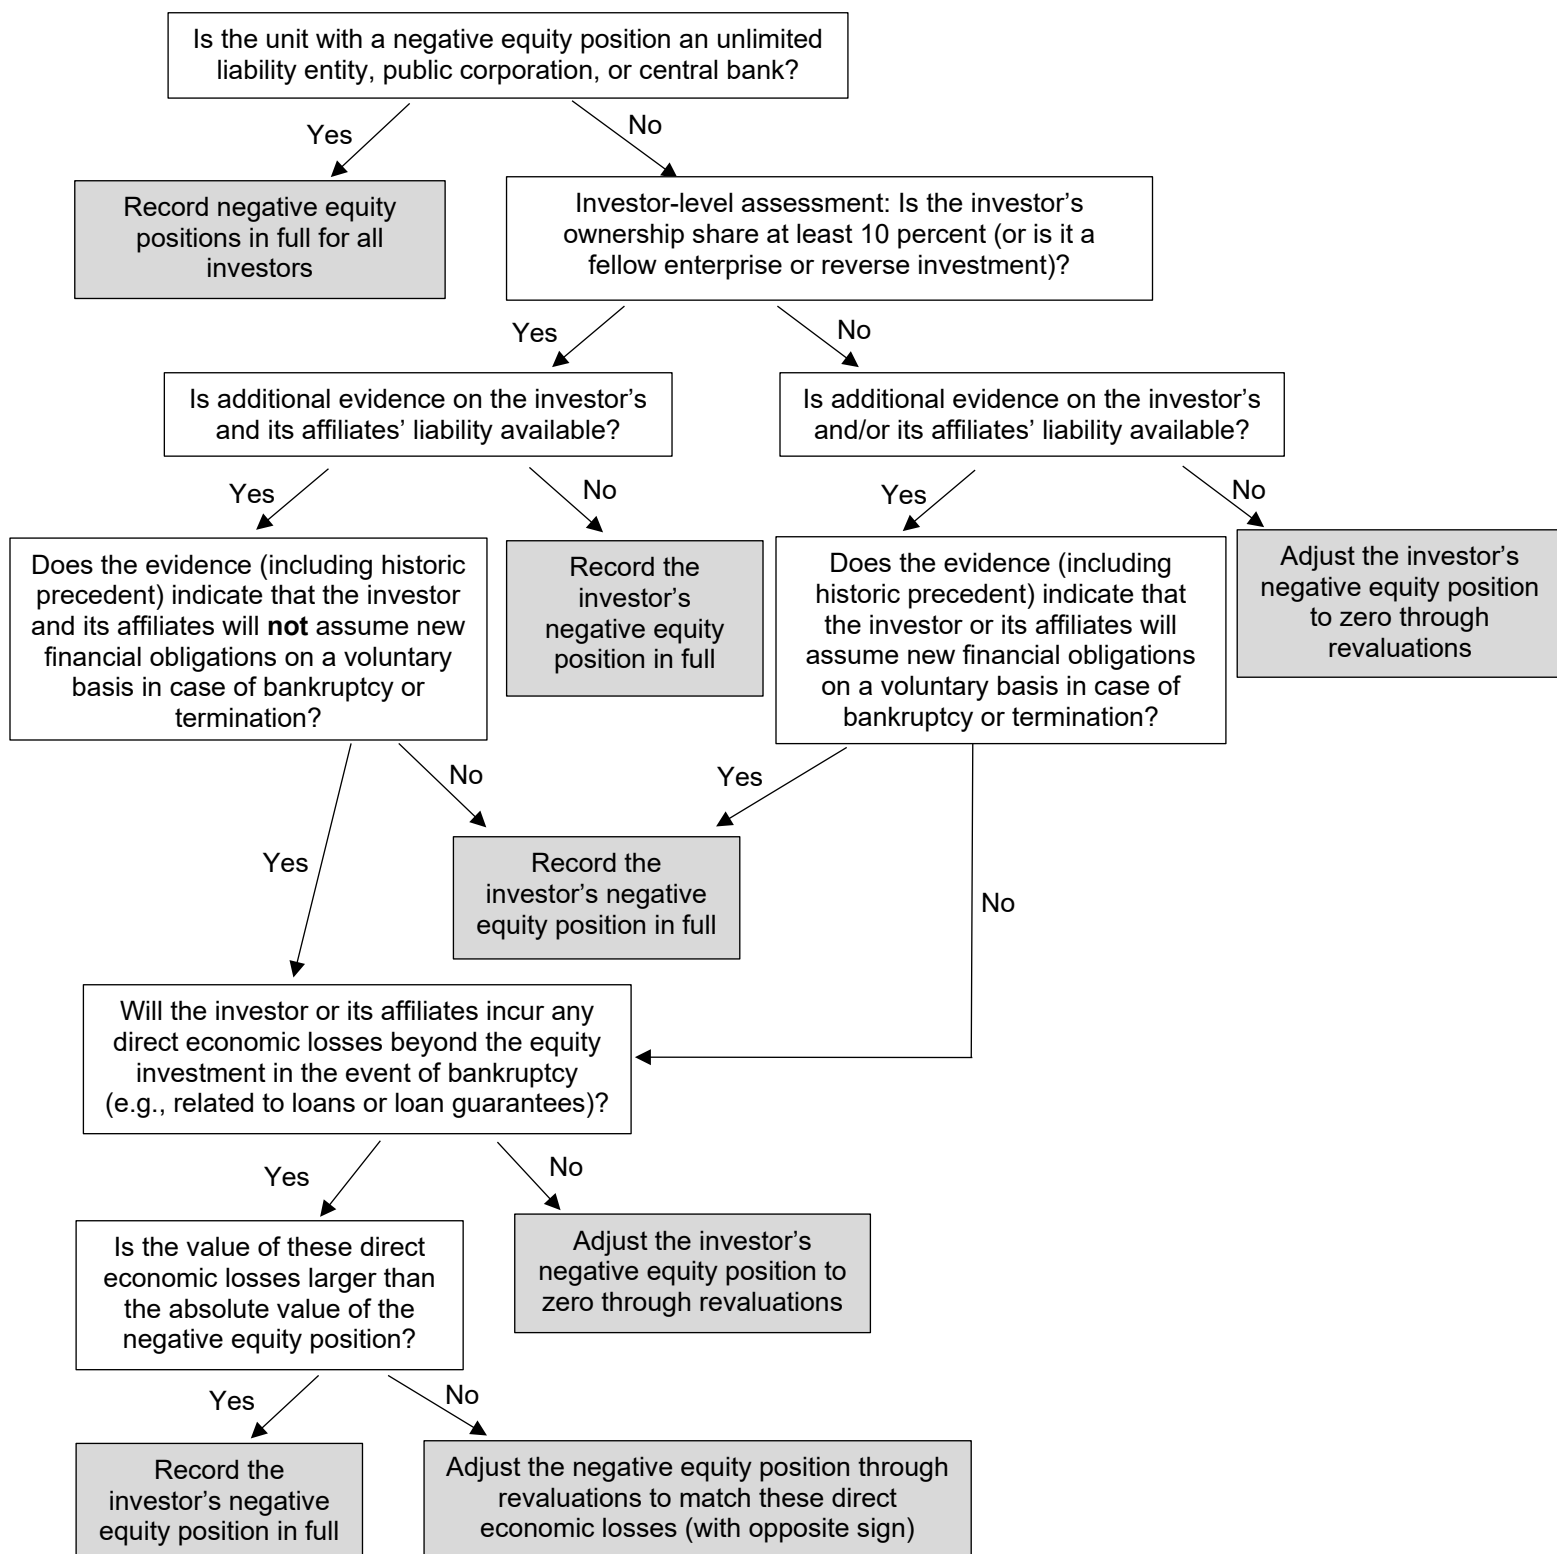 Is the unit with a negative equity position an unlimited
liability entity, public corporation, or central bank?
Yes
No
Record negative equity
positions in full for all
investors
Investor-level assessment: Is the investor’s
ownership share at least 10 percent (or is it a
fellow enterprise or reverse investment)?
Yes
No
Is additional evidence on the investor’s
and its affiliates’ liability available?
Is additional evidence on the investor’s
and/or its affiliates’ liability available?
Yes
No
Yes
No
Does the evidence (including historic
precedent) indicate that the investor
and its affiliates will not assume new
financial obligations on a voluntary
basis in case of bankruptcy or
termination?
Record the
investor’s
negative equity
position in full
Does the evidence (including
historic precedent) indicate that
the investor or its affiliates will
assume new financial obligations
on a voluntary basis in case of
bankruptcy or termination?
Adjust the investor’s
negative equity position
to zero through
revaluations
No
Yes
Yes
Record the
investor’s negative
equity position in full
No
Will the investor or its affiliates incur any
direct economic losses beyond the equity
investment in the event of bankruptcy
(e.g., related to loans or loan guarantees)?
Yes
No
Is the value of these direct
economic losses larger than
the absolute value of the
negative equity position?
Adjust the investor’s
negative equity position to
zero through revaluations
Yes
No
Record the
investor’s negative
equity position in full
Adjust the negative equity position through
revaluations to match these direct
economic losses (with opposite sign)